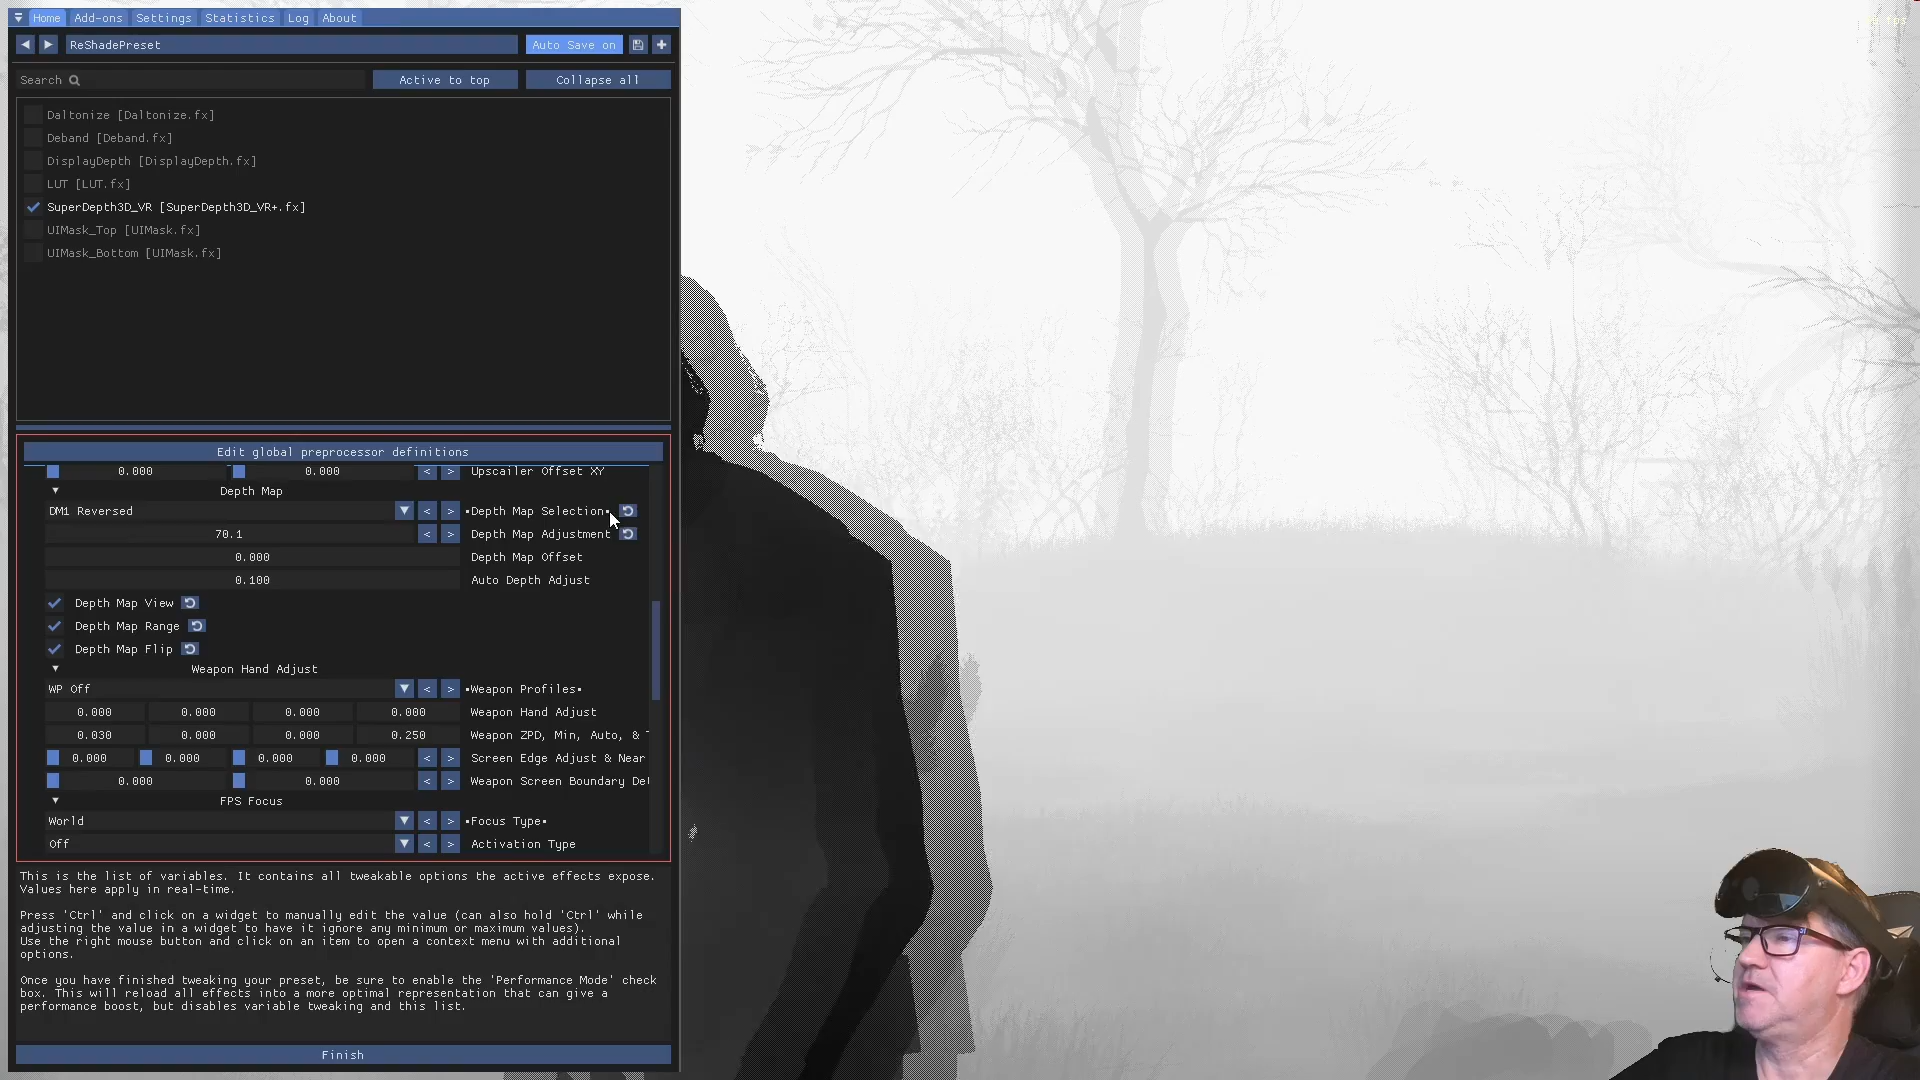 Home Add-ons Settings Statistics Log About
ReShadePreset Auto Save on
Search Active to top Collapse all
Daltonize [Daltonize.fx]
Deband [Deband.fx]
DisplayDepth [DisplayDepth.fx]
LUT [LUT.fx]
SuperDepth3D_VR [SuperDepth3D_VR+.fx]
UIMask_Top [UIMask.fx]
UIMask_Bottom [UIMask.fx]
Edit global preprocessor definitions
0.000 0.000 < > Upscailer Offset XY
Depth Map
DM1 Reversed < > •Depth Map Selection•
70.1 < > Depth Map Adjustment
0.000 Depth Map Offset
0.100 Auto Depth Adjust
Depth Map View
Depth Map Range
Depth Map Flip
Weapon Hand Adjust
WP Off < > •Weapon Profiles•
0.000 0.000 0.000 0.000 Weapon Hand Adjust
0.030 0.000 0.000 0.250 Weapon ZPD, Min, Auto, &
0.000 0.000 0.000 0.000 < > Screen Edge Adjust & Near
0.000 0.000 < > Weapon Screen Boundary De
FPS Focus
World < > •Focus Type•
Off < > Activation Type
This is the list of variables. It contains all tweakable options the active effects expose.
Values here apply in real-time.
Press 'Ctrl' and click on a widget to manually edit the value (can also hold 'Ctrl' while
adjusting the value in a widget to have it ignore any minimum or maximum values).
Use the right mouse button and click on an item to open a context menu with additional
options.
Once you have finished tweaking your preset, be sure to enable the 'Performance Mode' check
box. This will reload all effects into a more optimal representation that can give a
performance boost, but disables variable tweaking and this list.
Finish
fps